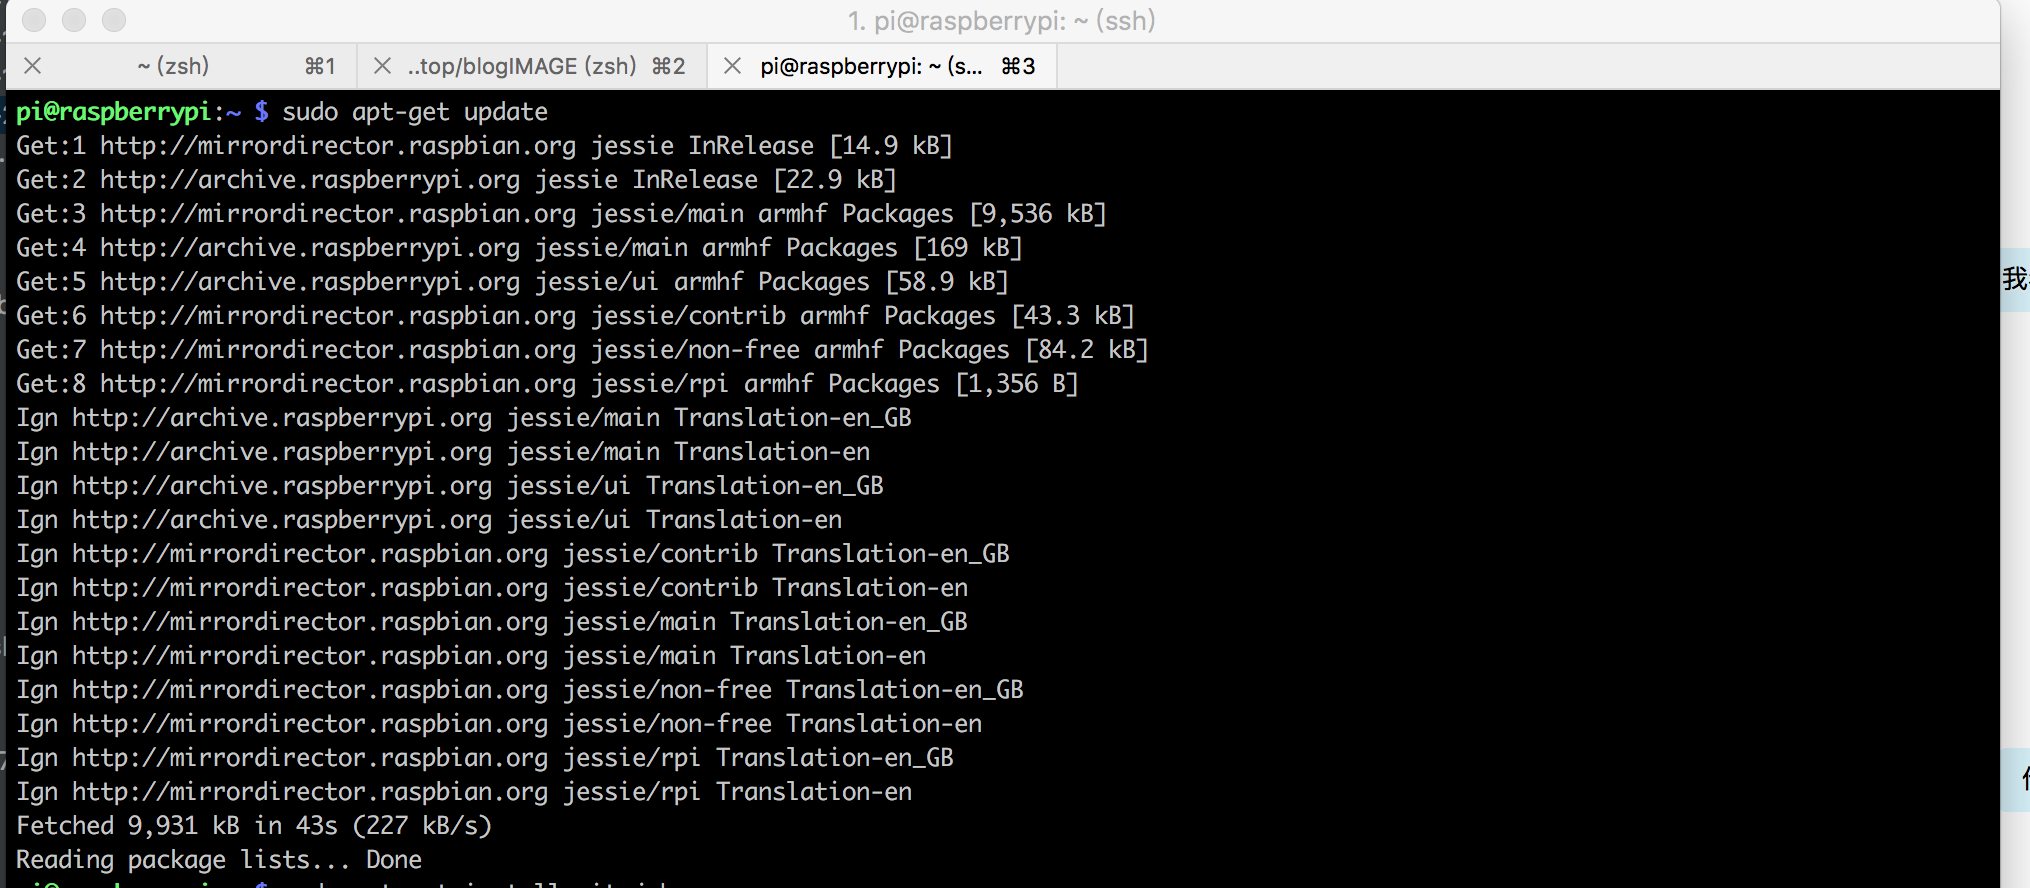 1. pi@raspberrypi: ~ (ssh)
~ (zsh) ⌘1 ..top/blogIMAGE (zsh) ⌘2 pi@raspberrypi: ~ (s... ⌘3
pi@raspberrypi:~ $ sudo apt-get update
Get:1 http://mirrordirector.raspbian.org jessie InRelease [14.9 kB]
Get:2 http://archive.raspberrypi.org jessie InRelease [22.9 kB]
Get:3 http://mirrordirector.raspbian.org jessie/main armhf Packages [9,536 kB]
Get:4 http://archive.raspberrypi.org jessie/main armhf Packages [169 kB]
Get:5 http://archive.raspberrypi.org jessie/ui armhf Packages [58.9 kB]
Get:6 http://mirrordirector.raspbian.org jessie/contrib armhf Packages [43.3 kB]
Get:7 http://mirrordirector.raspbian.org jessie/non-free armhf Packages [84.2 kB]
Get:8 http://mirrordirector.raspbian.org jessie/rpi armhf Packages [1,356 B]
Ign http://archive.raspberrypi.org jessie/main Translation-en_GB
Ign http://archive.raspberrypi.org jessie/main Translation-en
Ign http://archive.raspberrypi.org jessie/ui Translation-en_GB
Ign http://archive.raspberrypi.org jessie/ui Translation-en
Ign http://mirrordirector.raspbian.org jessie/contrib Translation-en_GB
Ign http://mirrordirector.raspbian.org jessie/contrib Translation-en
Ign http://mirrordirector.raspbian.org jessie/main Translation-en_GB
Ign http://mirrordirector.raspbian.org jessie/main Translation-en
Ign http://mirrordirector.raspbian.org jessie/non-free Translation-en_GB
Ign http://mirrordirector.raspbian.org jessie/non-free Translation-en
Ign http://mirrordirector.raspbian.org jessie/rpi Translation-en_GB
Ign http://mirrordirector.raspbian.org jessie/rpi Translation-en
Fetched 9,931 kB in 43s (227 kB/s)
Reading package lists... Done
我